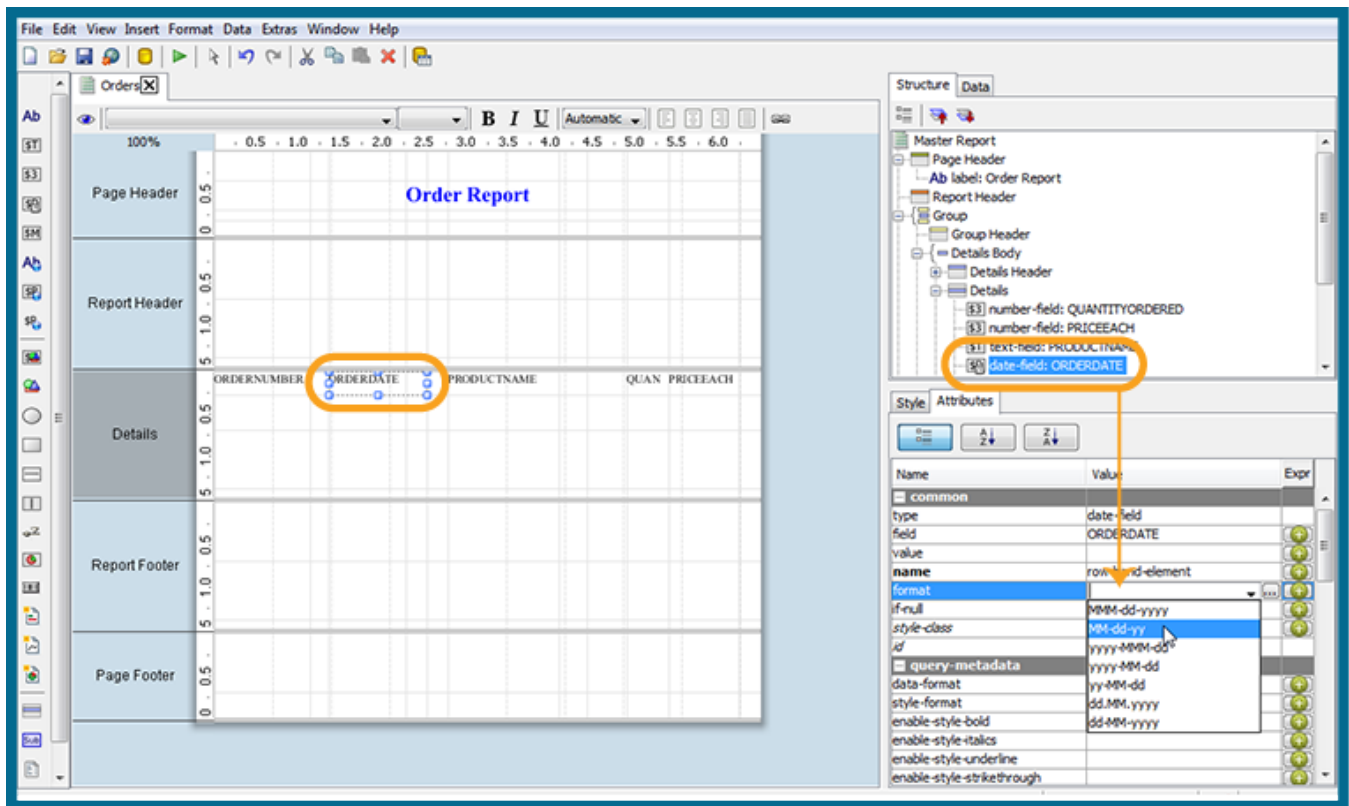 File Edit View Insert Format Data Extras Window Help
Orders
Structure Data
B I U Automatic
100% 0.5 1.0 1.5 2.0 2.5 3.0 3.5 4.0 4.5 5.0 5.5 6.0
Master Report
Page Header
Ab label: Order Report
Report Header
Group
Group Header
Details Body
Details Header
Details
number-field: QUANTITYORDERED
number-field: PRICEEACH
text-field: PRODUCTNAME
date-field: ORDERDATE
Page Header
Order Report
Report Header
ORDERNUMBER ORDERDATE PRODUCTNAME QUAN PRICEEACH
Details
Report Footer
Page Footer
Style Attributes
Name Value Expr
common
type date-field
field ORDERDATE
value
name row-band-element
format
if-null
style-class
id
MMM-dd-yyyy
MM-dd-yy
yyyy-MMM-dd
yyyy-MM-dd
yy-MM-dd
dd.MM.yyyy
dd-MM-yyyy
query-metadata
data-format
style-format
enable-style-bold
enable-style-italics
enable-style-underline
enable-style-strikethrough